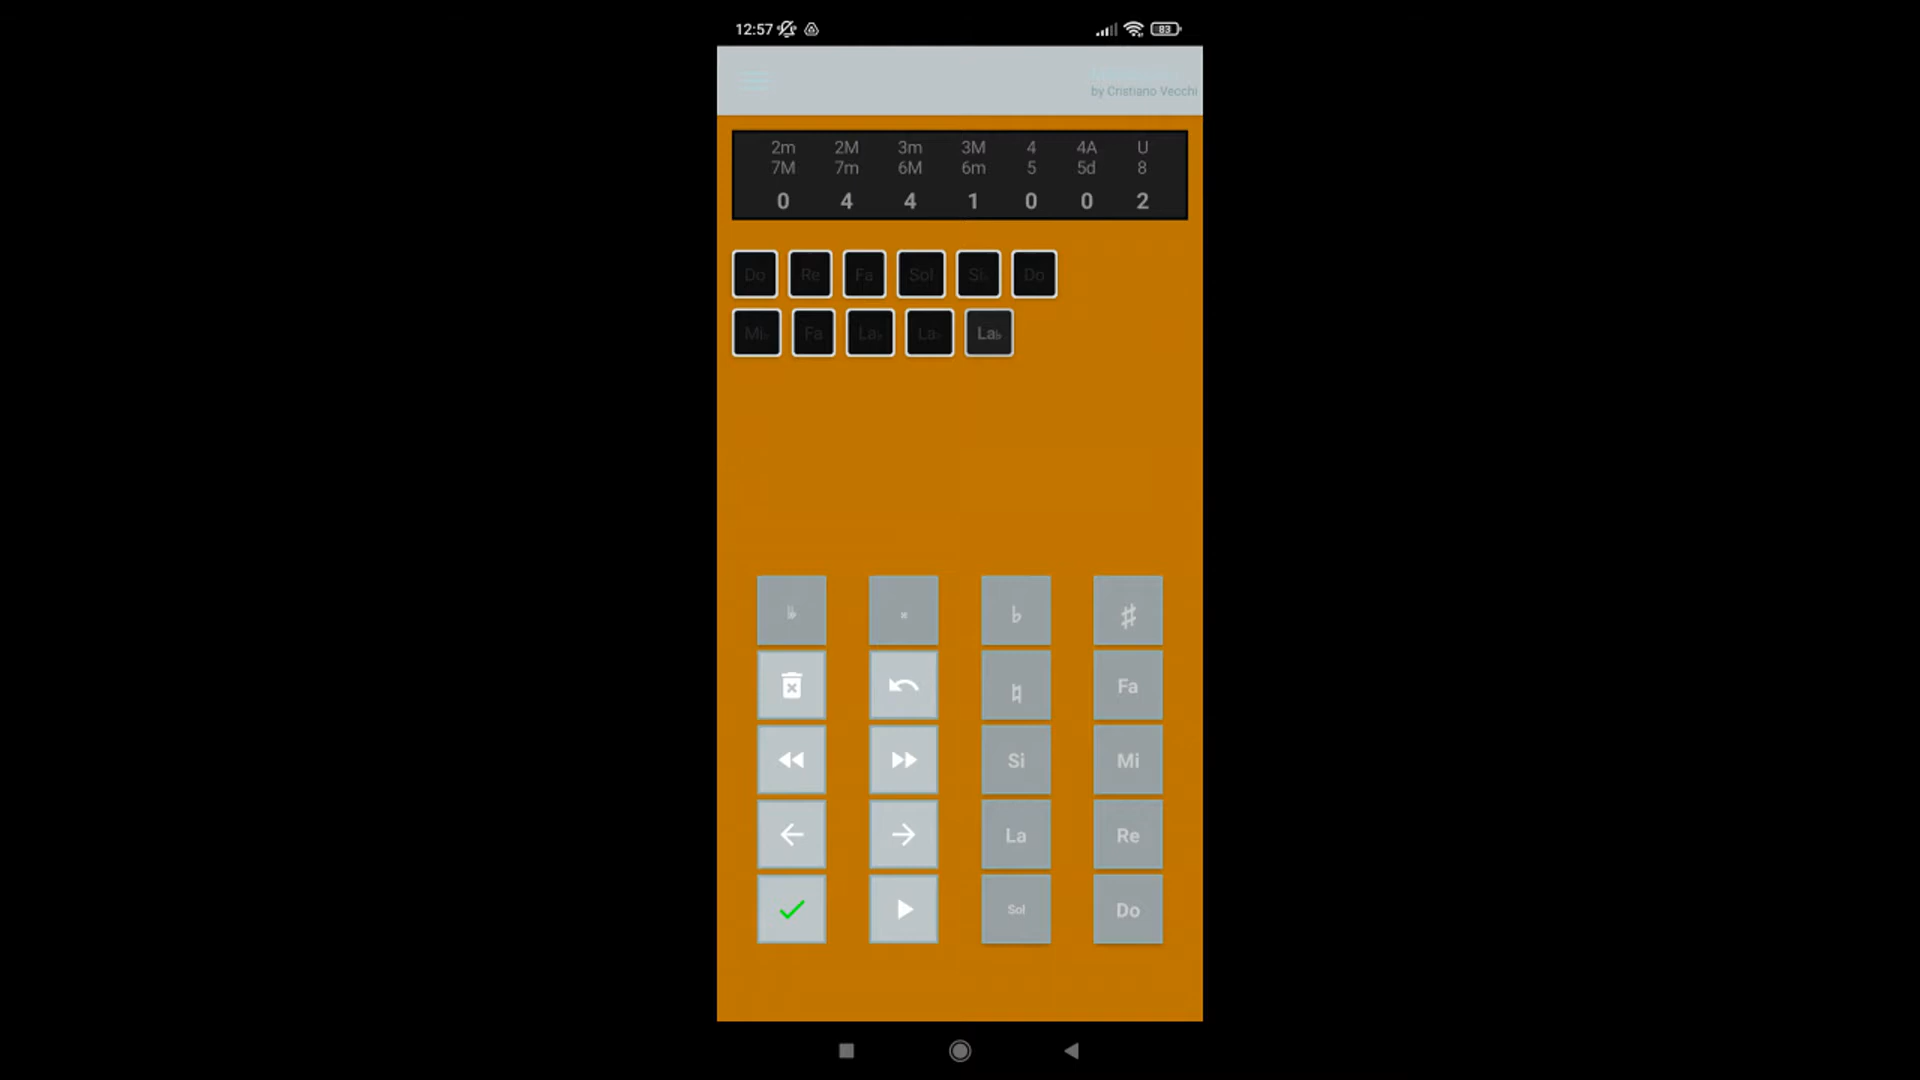 12:57 83
by Cristiano Vecchi
2m 2M 3m 3M 4 4A U
7M 7m 6M 6m 5 5d 8
0 4 4 1 0 0 2
Do Re Fa Sol Si♭ Do
Mi♭ Fa La♭ La♭ La♭
𝄫 𝄪 ♭ ♯
♮ Fa
Si Mi
La Re
Sol Do